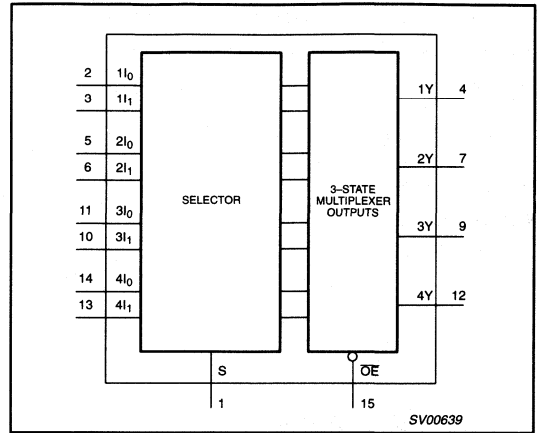 2 1I₀
3 1I₁
5 2I₀
6 2I₁
11 3I₀
10 3I₁
14 4I₀
13 4I₁
SELECTOR
3–STATE
MULTIPLEXER
OUTPUTS
1Y 4
2Y 7
3Y 9
4Y 12
S
1
O̅E̅
15
SV00639